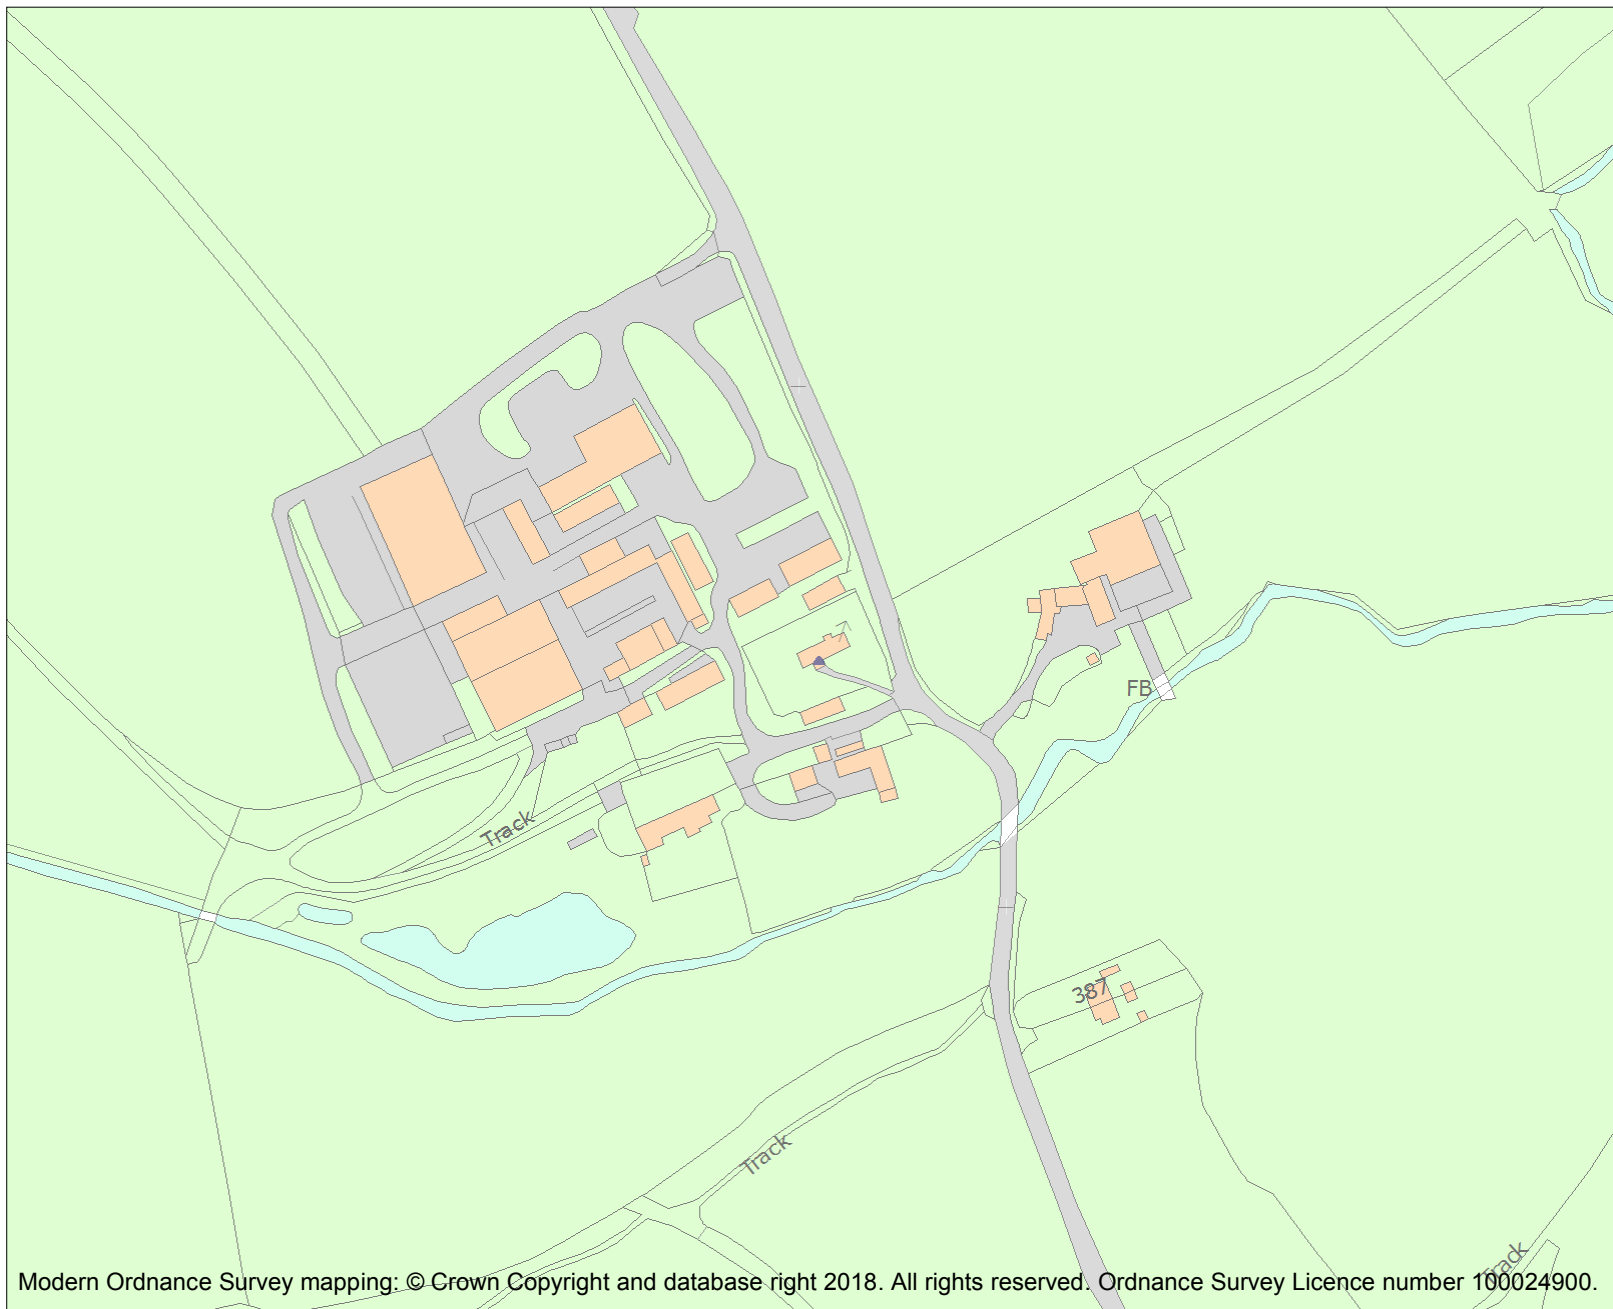 FB
Track
387
Track
Track
Modern Ordnance Survey mapping: © Crown Copyright and database right 2018. All rights reserved. Ordnance Survey Licence number 100024900.